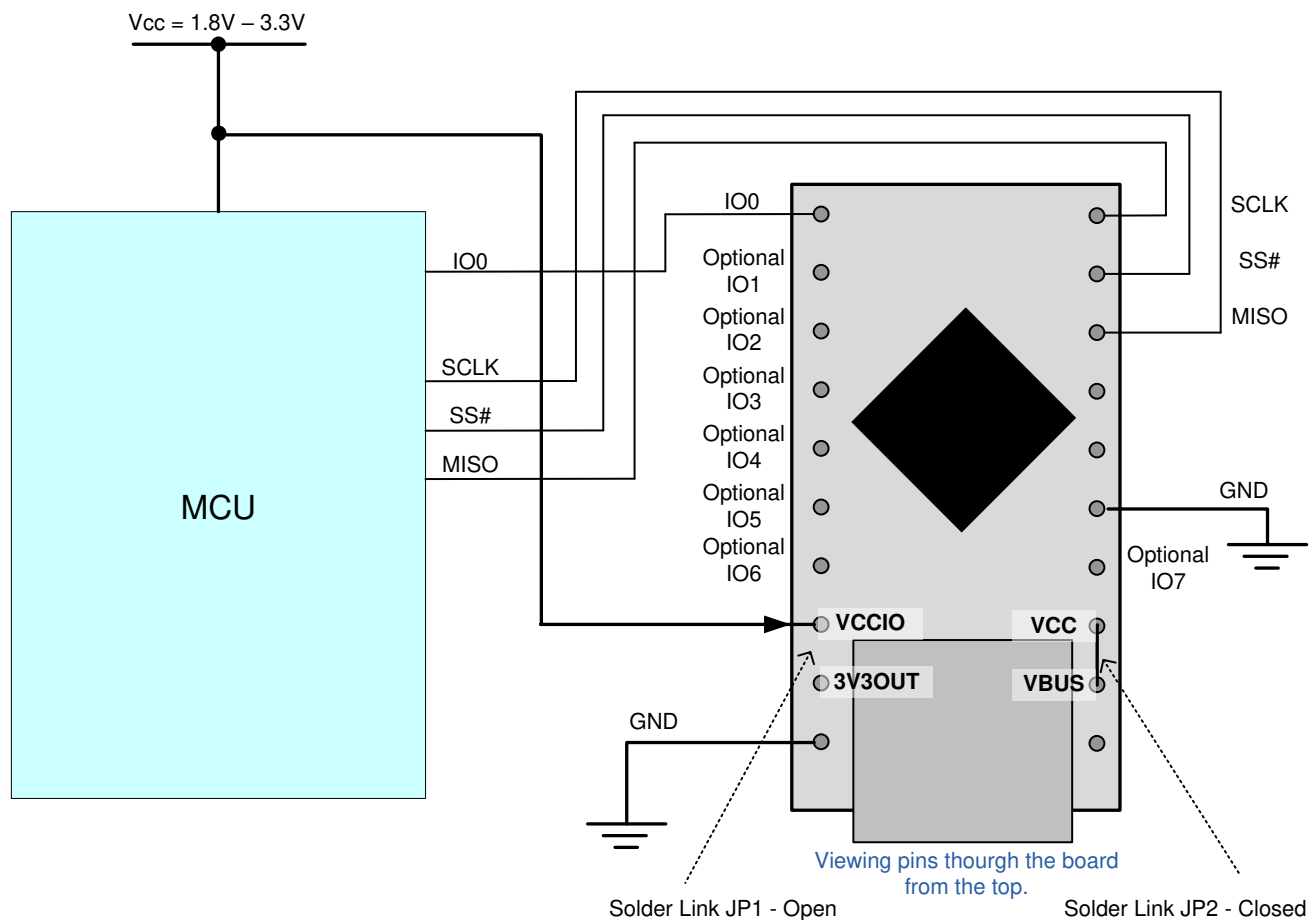 Vcc = 1.8V – 3.3V
IO0
SCLK
SS#
MISO
MCU
IO0
Optional
IO1
Optional
IO2
Optional
IO3
Optional
IO4
Optional
IO5
Optional
IO6
SCLK
SS#
MISO
GND
Optional
IO7
VCCIO
VCC
3V3OUT
VBUS
GND
Viewing pins thourgh the board
from the top.
Solder Link JP1 - Open
Solder Link JP2 - Closed